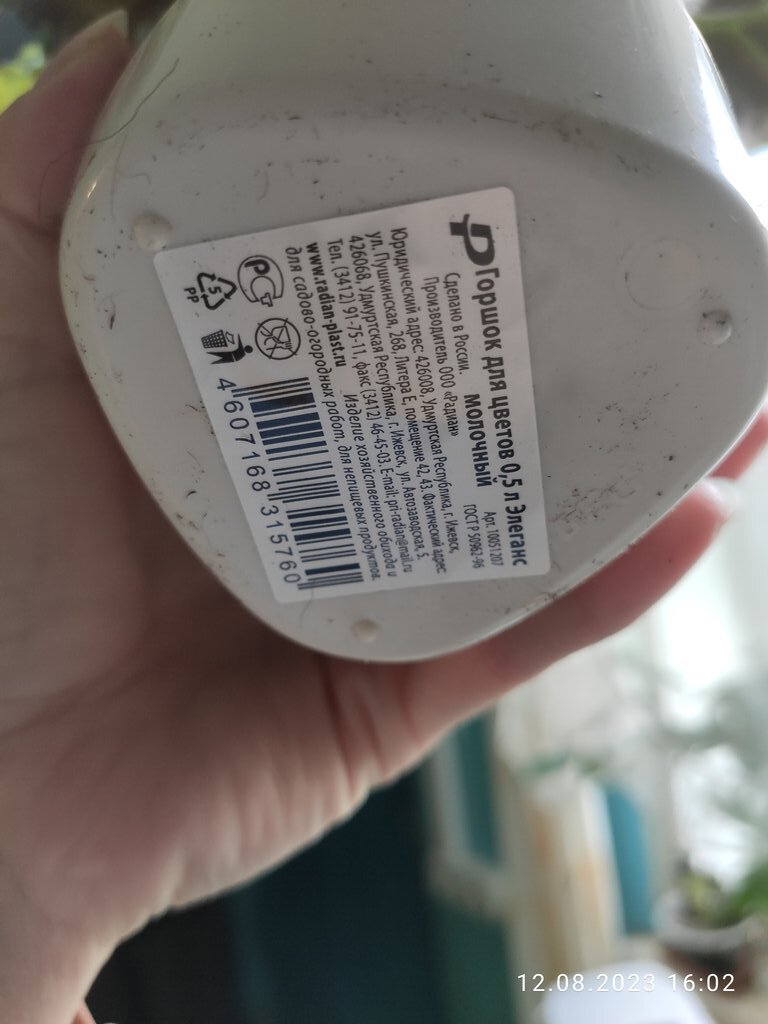 Горшок для цветов 0,5 л Элеганс
молочный
Арт. 10051207
Сделано в России.
ГОСТ Р 50962-96
Производитель ООО «Радиан»
Юридический адрес: 426008, Удмуртская Республика, г. Ижевск,
ул. Пушкинская, 268, Литера Е, помещение 42, 43. Фактический адрес:
426068, Удмуртская Республика, г. Ижевск, ул. Автозаводская, 5.
Тел. (3412) 91-75-11, факс (3412) 46-45-03. E-mail: pri-radian@mail.ru
www.radian-plast.ru
Изделие хозяйственного обихода и
для садово-огородных работ, для непищевых продуктов.
РСТ
5
PP
4 607168 315760
12.08.2023 16:02